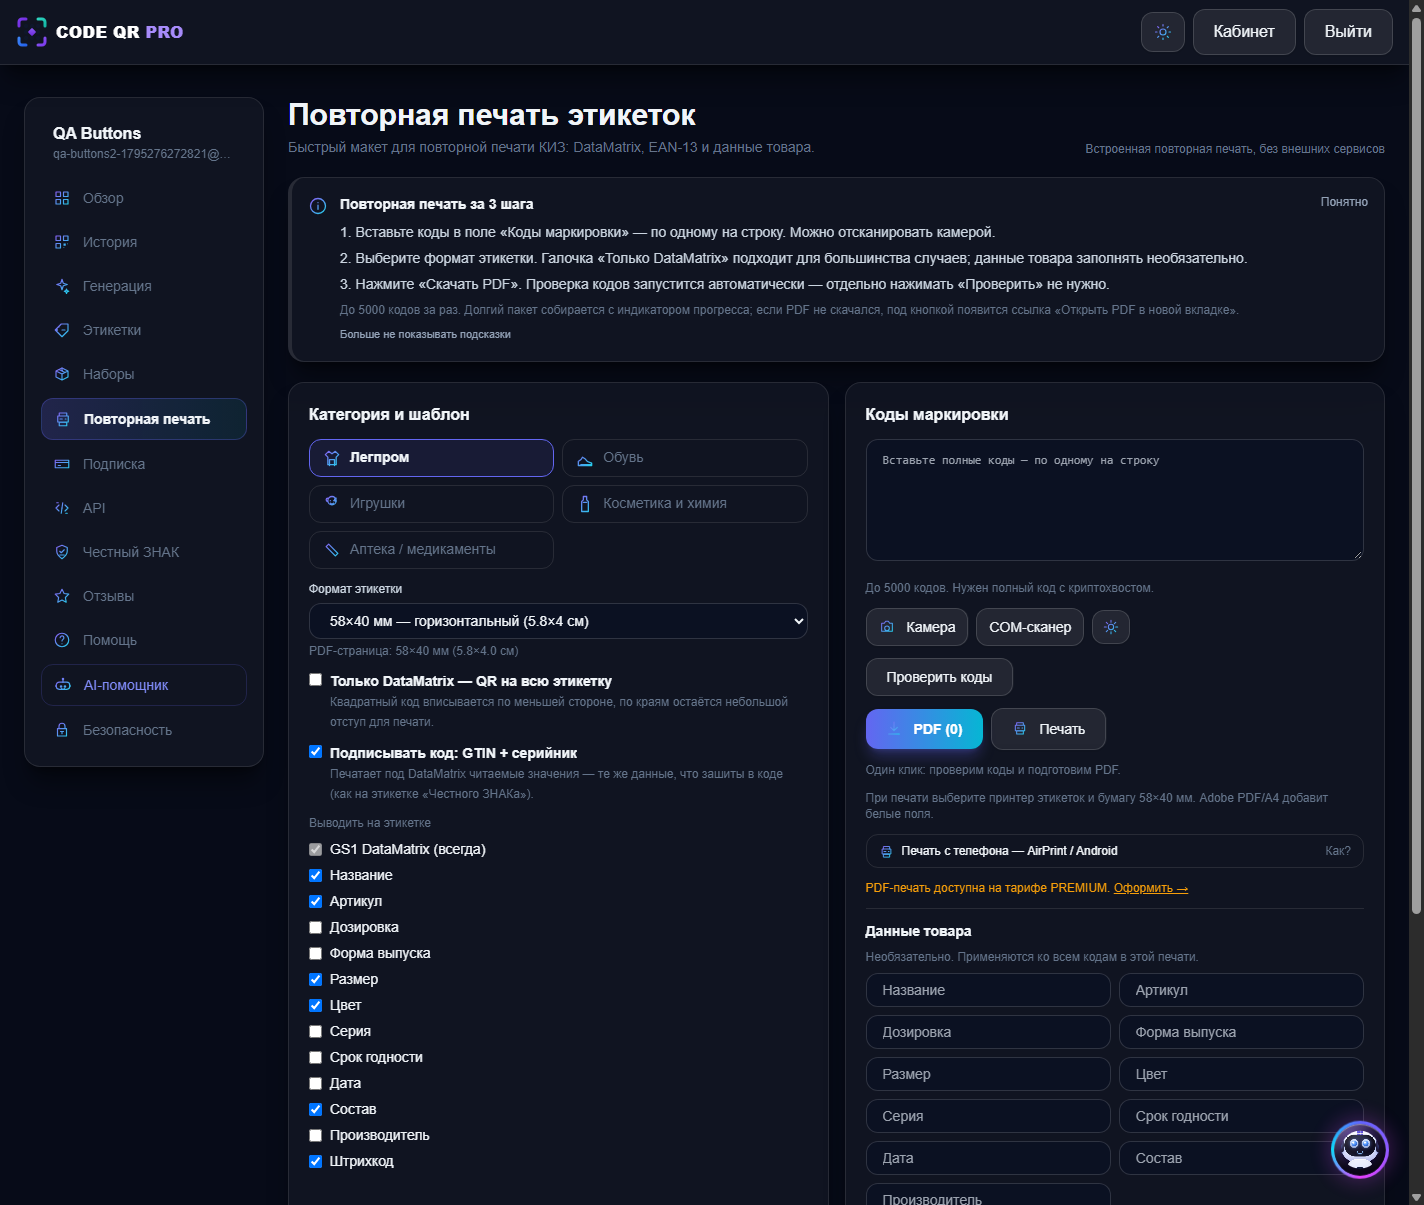 CODE QR PRO
Кабинет
Выйти
QA Buttons
qa-buttons2-1795276272821@...
Обзор
История
Генерация
Этикетки
Наборы
Повторная печать
Подписка
API
Честный ЗНАК
Отзывы
Помощь
AI-помощник
Безопасность
Повторная печать этикеток
Быстрый макет для повторной печати КИЗ: DataMatrix, EAN-13 и данные товара.
Встроенная повторная печать, без внешних сервисов
Повторная печать за 3 шага
Понятно
1. Вставьте коды в поле «Коды маркировки» — по одному на строку. Можно отсканировать камерой.
2. Выберите формат этикетки. Галочка «Только DataMatrix» подходит для большинства случаев; данные товара заполнять необязательно.
3. Нажмите «Скачать PDF». Проверка кодов запустится автоматически — отдельно нажимать «Проверить» не нужно.
До 5000 кодов за раз. Долгий пакет собирается с индикатором прогресса; если PDF не скачался, под кнопкой появится ссылка «Открыть PDF в новой вкладке».
Больше не показывать подсказки
Категория и шаблон
Легпром
Обувь
Игрушки
Косметика и химия
Аптека / медикаменты
Формат этикетки
58×40 мм — горизонтальный (5.8×4 см)
PDF-страница: 58×40 мм (5.8×4.0 см)
Только DataMatrix — QR на всю этикетку
Квадратный код вписывается по меньшей стороне, по краям остаётся небольшой
отступ для печати.
Подписывать код: GTIN + серийник
Печатает под DataMatrix читаемые значения — те же данные, что зашиты в коде
(как на этикетке «Честного ЗНАКа»).
Выводить на этикетке
GS1 DataMatrix (всегда)
Название
Артикул
Дозировка
Форма выпуска
Размер
Цвет
Серия
Срок годности
Дата
Состав
Производитель
Штрихкод
Коды маркировки
Вставьте полные коды — по одному на строку
До 5000 кодов. Нужен полный код с криптохвостом.
Камера
COM-сканер
Проверить коды
PDF (0)
Печать
Один клик: проверим коды и подготовим PDF.
При печати выберите принтер этикеток и бумагу 58×40 мм. Adobe PDF/A4 добавит
белые поля.
Печать с телефона — AirPrint / Android
Как?
PDF-печать доступна на тарифе PREMIUM. Оформить →
Данные товара
Необязательно. Применяются ко всем кодам в этой печати.
Название
Артикул
Дозировка
Форма выпуска
Размер
Цвет
Серия
Срок годности
Дата
Состав
Производитель